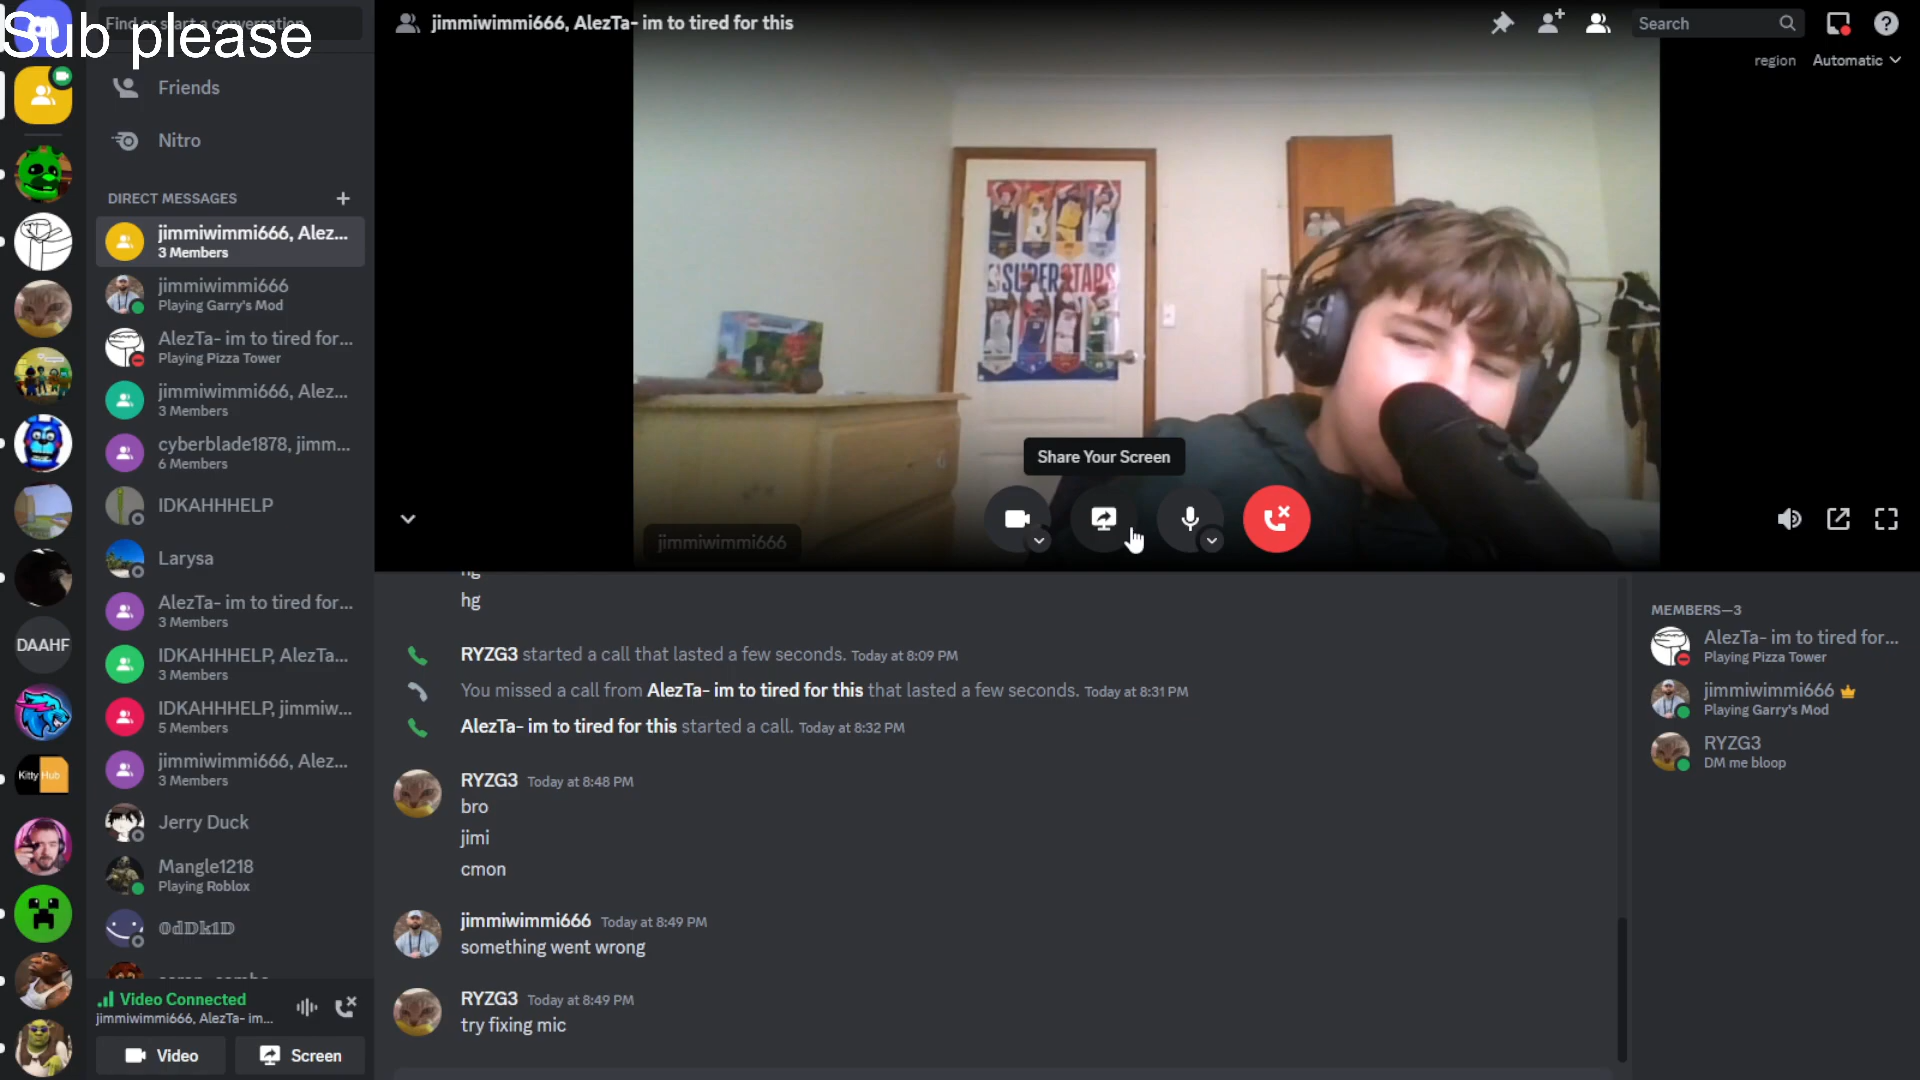 Find or start a conversation
Sub please
Friends
Nitro
DIRECT MESSAGES
jimmiwimmi666, Alez...
3 Members
jimmiwimmi666
Playing Garry's Mod
AlezTa- im to tired for...
Playing Pizza Tower
jimmiwimmi666, Alez...
3 Members
cyberblade1878, jimm...
6 Members
IDKAHHHELP
Larysa
AlezTa- im to tired for...
3 Members
IDKAHHHELP, AlezTa...
3 Members
IDKAHHHELP, jimmiw...
5 Members
jimmiwimmi666, Alez...
3 Members
Jerry Duck
Mangle1218
Playing Roblox
𝕆𝕕𝔻𝕜𝟙𝔻
DAAHF
Kitty Hub
Video Connected
jimmiwimmi666, AlezTa- im...
Video
Screen
jimmiwimmi666, AlezTa- im to tired for this
Search
region
Automatic
SUPERSTARS
Share Your Screen
jimmiwimmi666
hg
hg
RYZG3 started a call that lasted a few seconds. Today at 8:09 PM
You missed a call from AlezTa- im to tired for this that lasted a few seconds. Today at 8:31 PM
AlezTa- im to tired for this started a call. Today at 8:32 PM
RYZG3 Today at 8:48 PM
bro
jimi
cmon
jimmiwimmi666 Today at 8:49 PM
something went wrong
RYZG3 Today at 8:49 PM
try fixing mic
MEMBERS—3
AlezTa- im to tired for...
Playing Pizza Tower
jimmiwimmi666
Playing Garry's Mod
RYZG3
DM me bloop